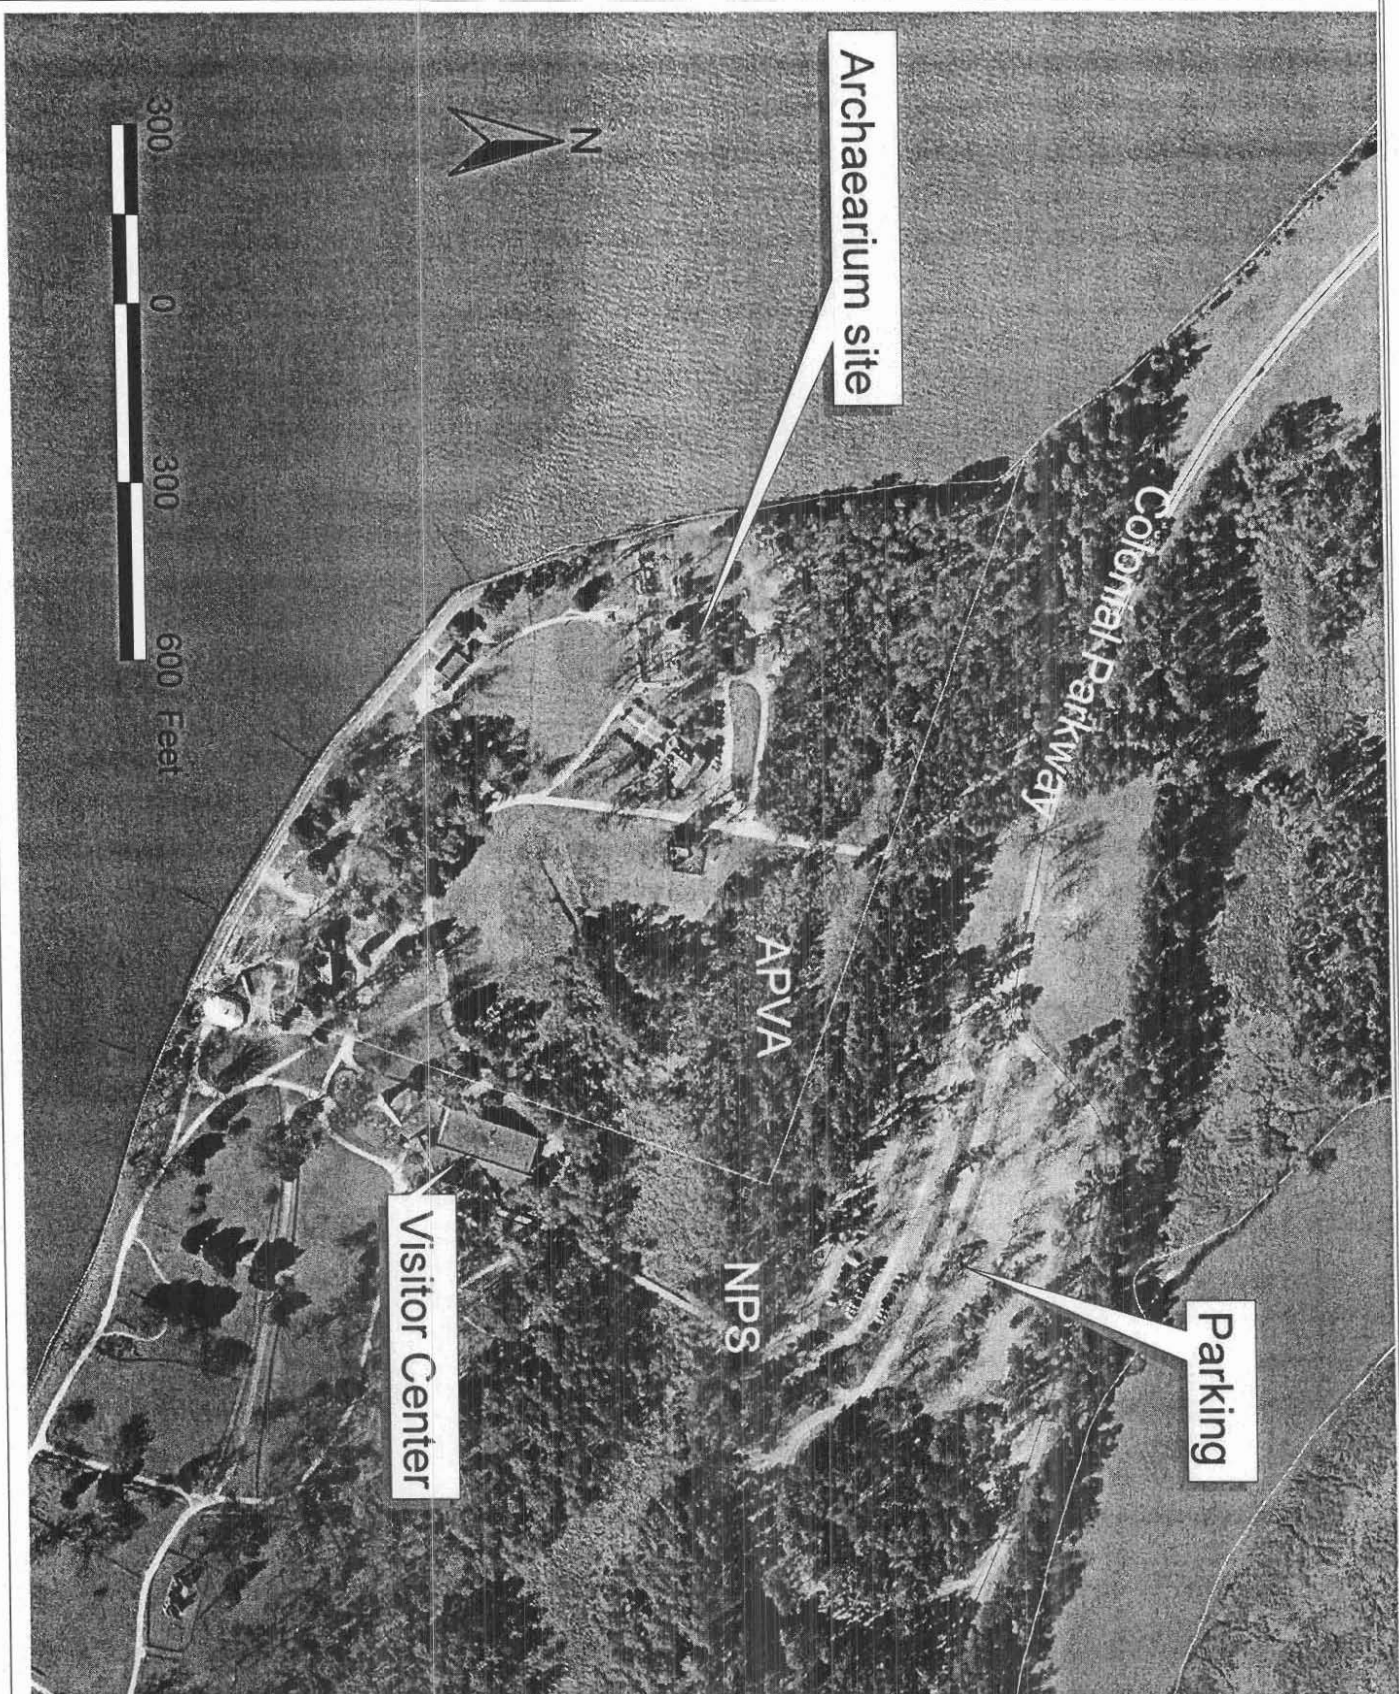 Archaearium site
Colonial Parkway
Parking
APVA
NPS
Visitor Center
N
300 0 300 600 Feet